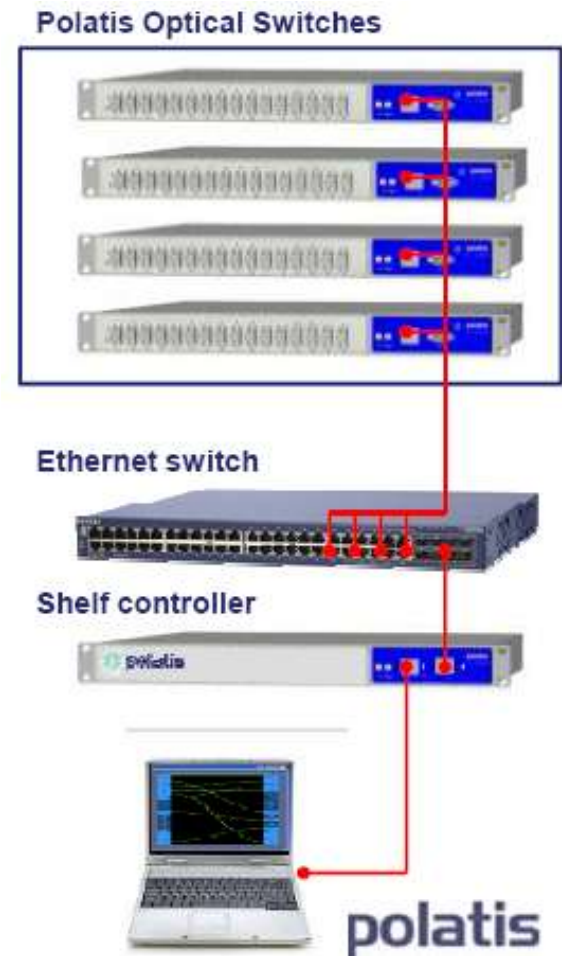 Polatis Optical Switches
Ethernet switch
Shelf controller
polatis
polatis